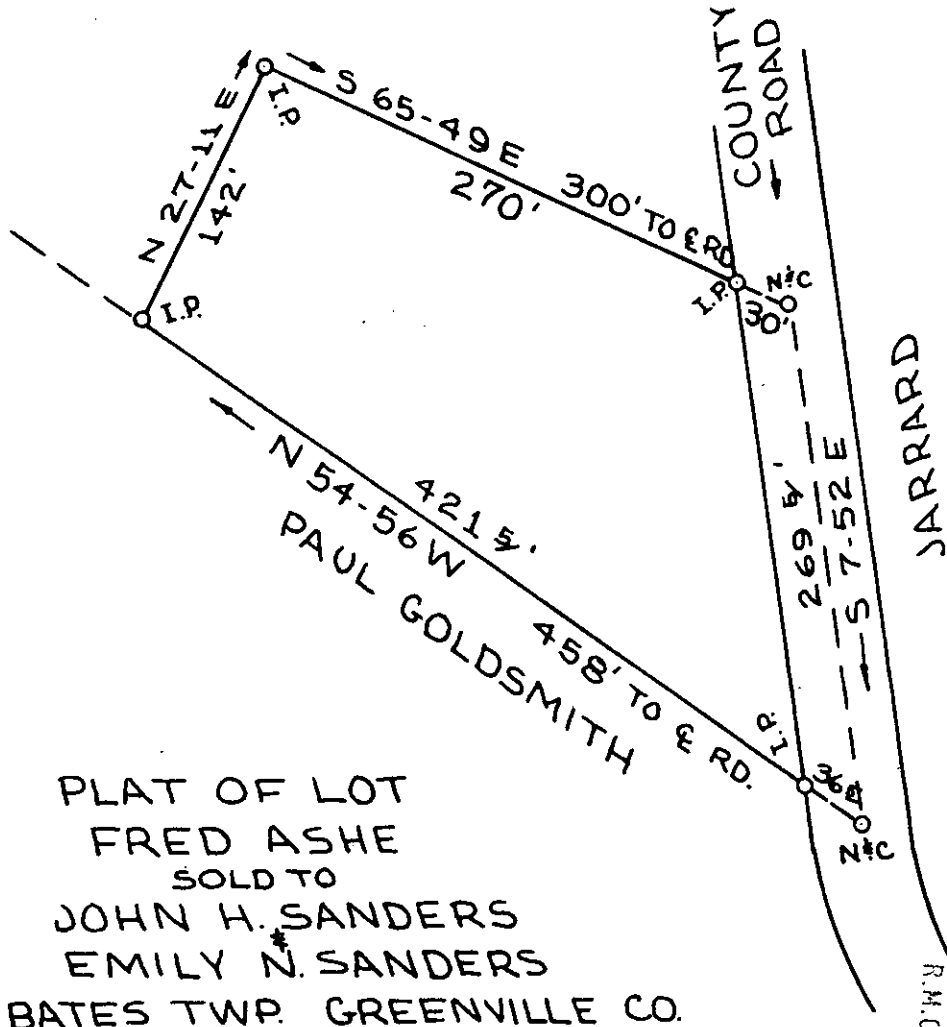 COUNTY
ROAD
S 65-49 E
270'
300' TO ℄ RD
N 27-11 E
142'
I.P.
I.P.
I.P.
N&C
30'
JARRARD
269 5/'
S 7-52 E
N 54-56 W
421 5/'
PAUL GOLDSMITH
458' TO ℄ RD.
I.P.
N&C
PLAT OF LOT
FRED ASHE
SOLD TO
JOHN H. SANDERS
&
EMILY N. SANDERS
BATES TWP. GREENVILLE CO.